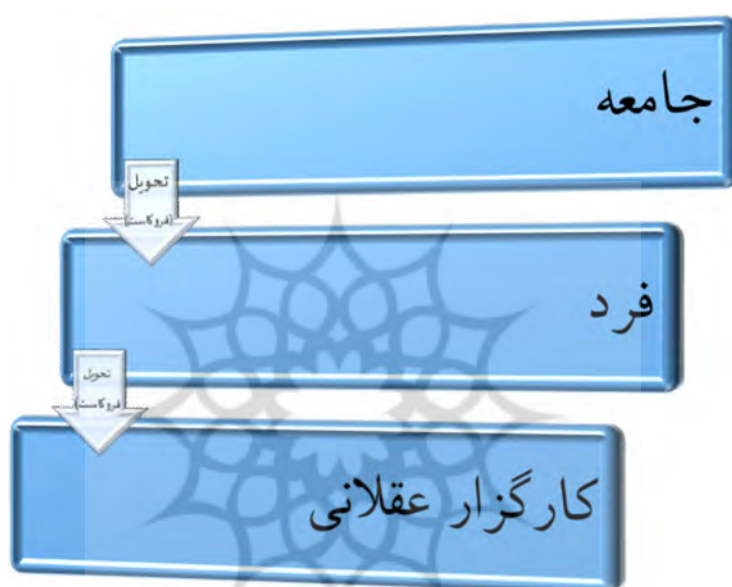 جامعه
تحویل
(فروکاست)
فرد
تحویل
(فروکاست)
کارگزار عقلانی